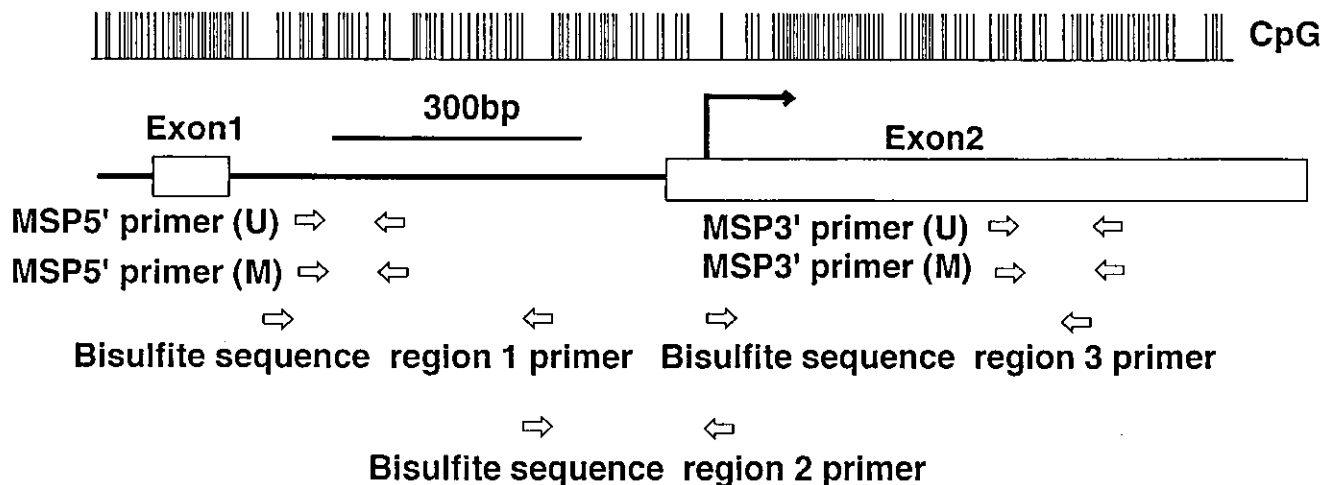 CpG
300bp
Exon1
Exon2
MSP5' primer (U)
MSP3' primer (U)
MSP5' primer (M)
MSP3' primer (M)
Bisulfite sequence region 1 primer
Bisulfite sequence region 3 primer
Bisulfite sequence region 2 primer